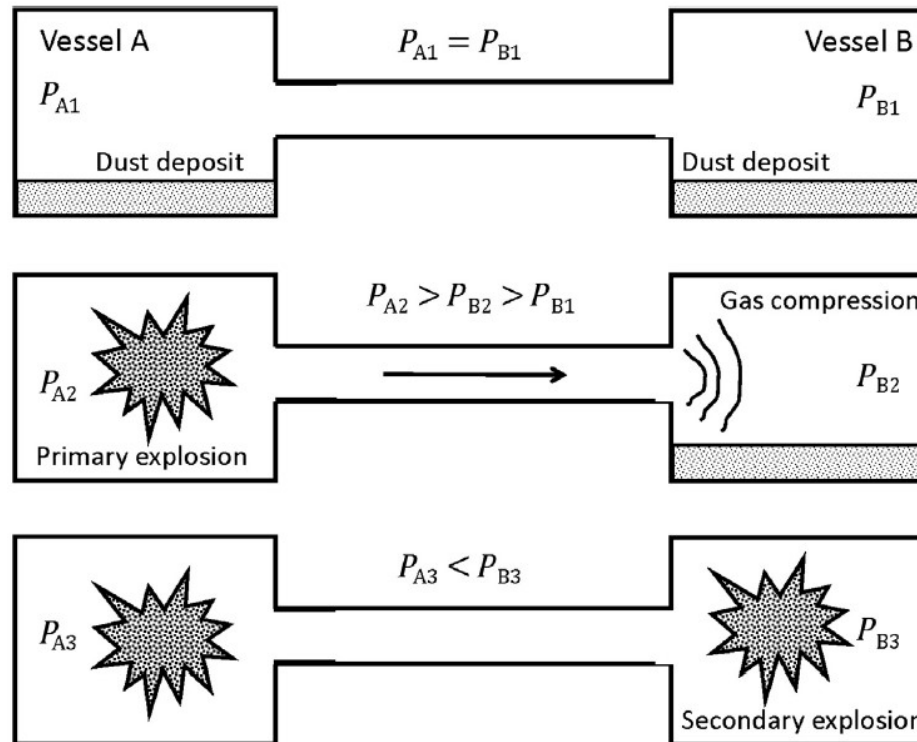 Vessel A
P_A1 = P_B1
Vessel B
P_A1
P_B1
Dust deposit
Dust deposit
P_A2 > P_B2 > P_B1
Gas compression
P_A2
P_B2
Primary explosion
P_A3 < P_B3
P_A3
P_B3
Secondary explosion